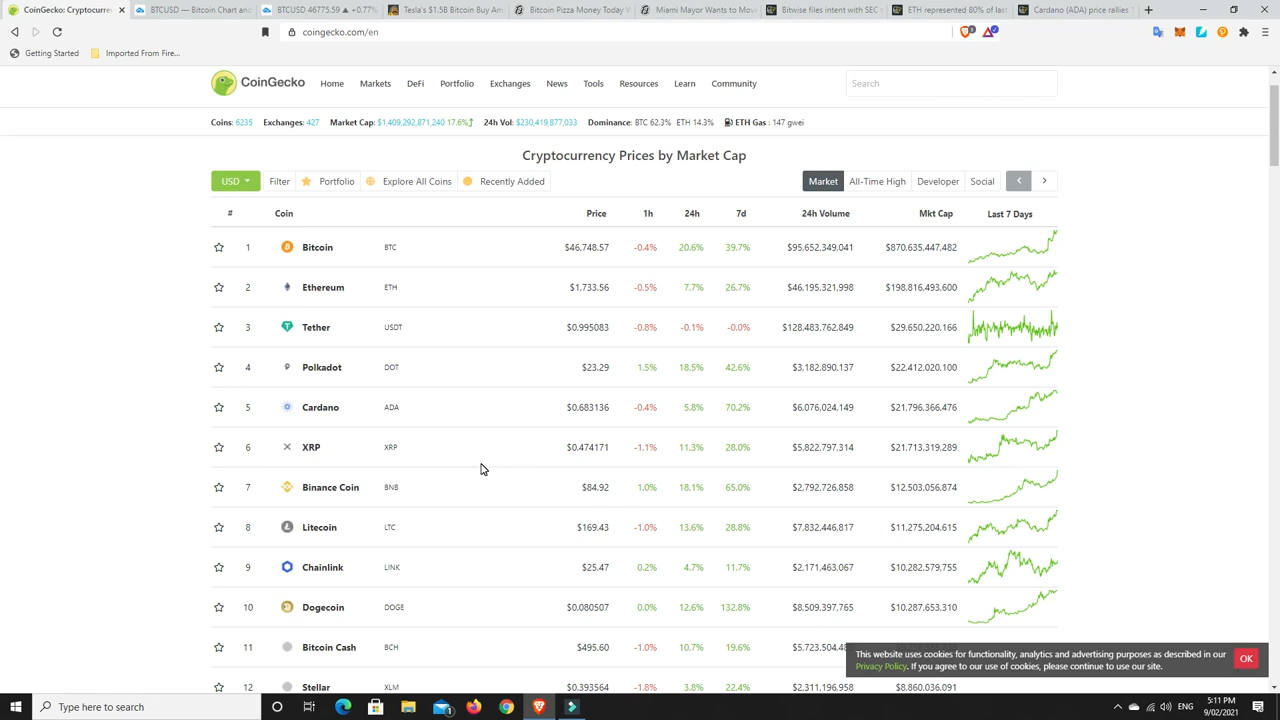 CoinGecko: Cryptocurr
BTCUSD — Bitcoin Chart and
BTCUSD 46775.59 ▲ +0.77%
Tesla's $1.5B Bitcoin Buy Am
Bitcoin Pizza Money Today W
Miami Mayor Wants to Move
Bitwise files intent with SEC
ETH represented 80% of last
Cardano (ADA) price rallies
coingecko.com/en
Getting Started
Imported From Fire...
CoinGecko Home Markets DeFi Portfolio Exchanges News Tools Resources Learn Community Search
Coins: 6235 Exchanges: 427 Market Cap: $1,409,292,871,240 17.6% 24h Vol: $230,419,877,033 Dominance: BTC 62.3% ETH 14.3% ETH Gas : 147 gwei
Cryptocurrency Prices by Market Cap
USD Filter Portfolio Explore All Coins Recently Added Market All-Time High Developer Social < >
# Coin Price 1h 24h 7d 24h Volume Mkt Cap Last 7 Days
1 Bitcoin BTC $46,748.57 -0.4% 20.6% 39.7% $95,652,349,041 $870,635,447,482
2 Ethereum ETH $1,733.56 -0.5% 7.7% 26.7% $46,195,321,998 $198,816,493,600
3 Tether USDT $0.995083 -0.8% -0.1% -0.0% $128,483,762,849 $29,650,220,166
4 Polkadot DOT $23.29 1.5% 18.5% 42.6% $3,182,890,137 $22,412,020,100
5 Cardano ADA $0.683136 -0.4% 5.8% 70.2% $6,076,024,149 $21,796,366,476
6 XRP XRP $0.474171 -1.1% 11.3% 28.0% $5,822,797,314 $21,713,319,289
7 Binance Coin BNB $84.92 1.0% 18.1% 65.0% $2,792,726,858 $12,503,056,874
8 Litecoin LTC $169.43 -1.0% 13.6% 28.8% $7,832,446,817 $11,275,204,615
9 Chainlink LINK $25.47 0.2% 4.7% 11.7% $2,171,463,067 $10,282,579,755
10 Dogecoin DOGE $0.080507 0.0% 12.6% 132.8% $8,509,397,765 $10,287,653,310
11 Bitcoin Cash BCH $495.60 -1.0% 10.7% 19.6%
12 Stellar XLM $0.393564 -1.8% 3.8% 22.4% $2,311,196,958 $8,860,036,091
This website uses cookies for functionality, analytics and advertising purposes as described in our
Privacy Policy. If you agree to our use of cookies, please continue to use our site.
OK
Type here to search
ENG
5:11 PM
9/02/2021